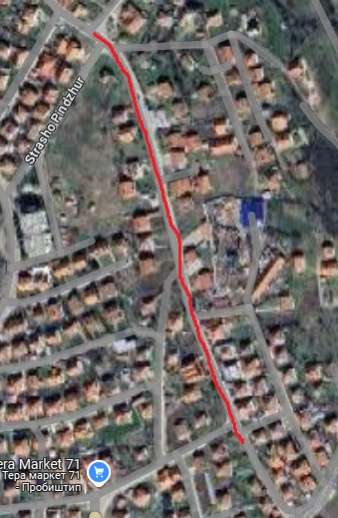 Strasho Pindzhur
era Market 71
Тера маркет 71
- Пробиштип